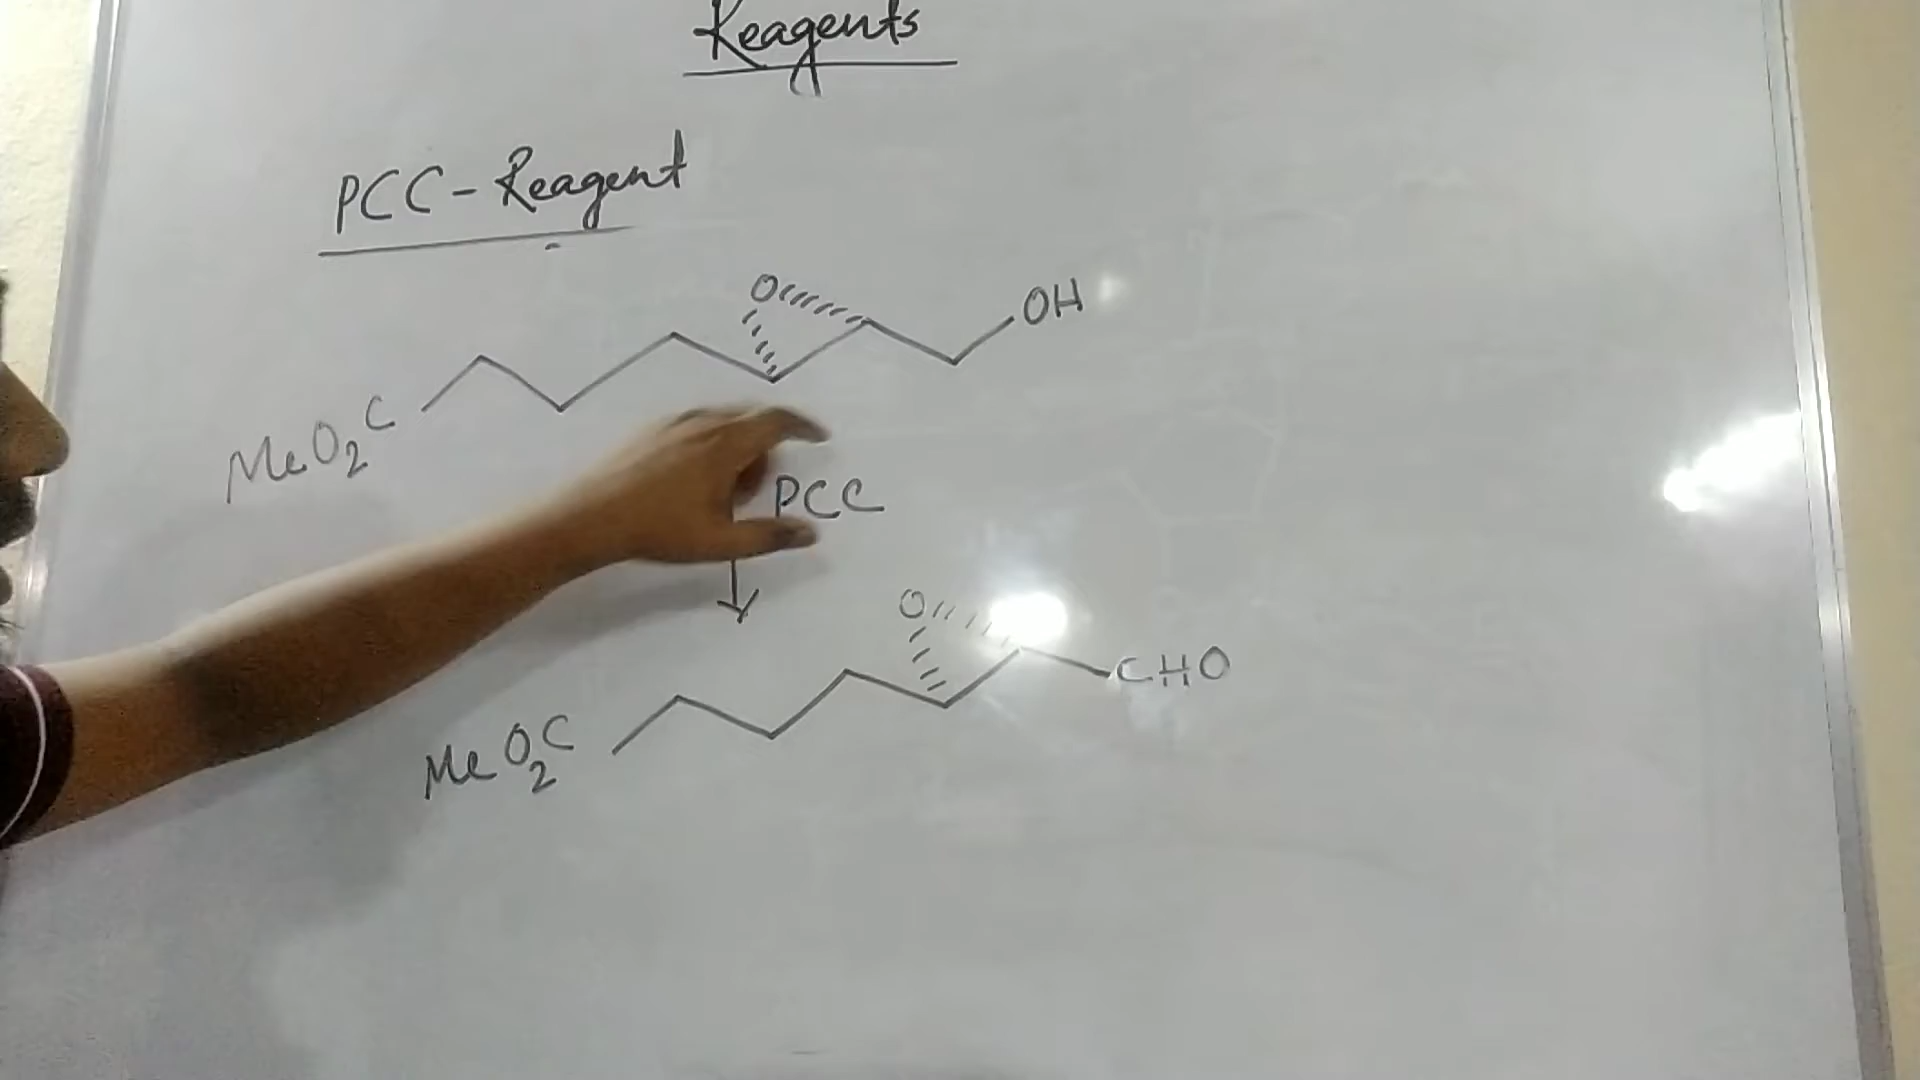 Reagents
PCC-Reagent
O
OH
MeO2C
PCC
O
CHO
MeO2C